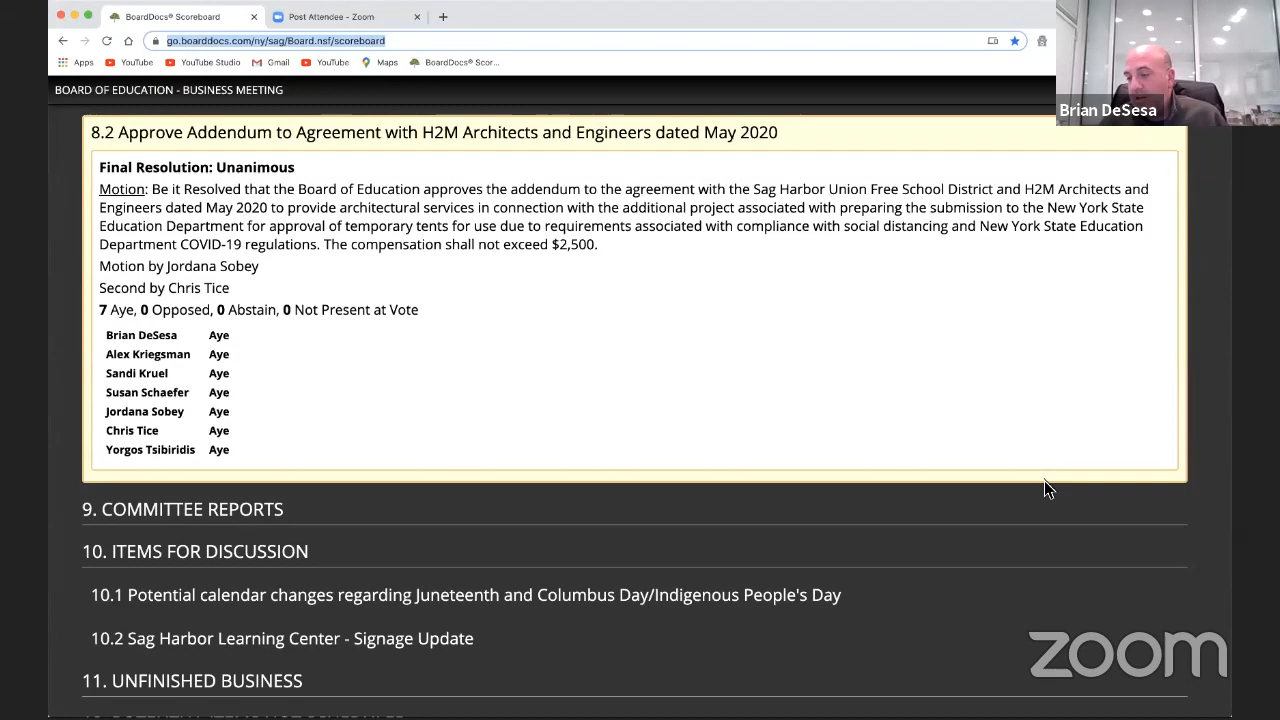 BoardDocs® Scoreboard
Post Attendee - Zoom
go.boarddocs.com/ny/sag/Board.nsf/scoreboard
Apps YouTube YouTube Studio Gmail YouTube Maps BoardDocs® Scor...
BOARD OF EDUCATION - BUSINESS MEETING
Brian DeSesa
8.2 Approve Addendum to Agreement with H2M Architects and Engineers dated May 2020
Final Resolution: Unanimous
Motion: Be it Resolved that the Board of Education approves the addendum to the agreement with the Sag Harbor Union Free School District and H2M Architects and
Engineers dated May 2020 to provide architectural services in connection with the additional project associated with preparing the submission to the New York State
Education Department for approval of temporary tents for use due to requirements associated with compliance with social distancing and New York State Education
Department COVID-19 regulations. The compensation shall not exceed $2,500.
Motion by Jordana Sobey
Second by Chris Tice
7 Aye, 0 Opposed, 0 Abstain, 0 Not Present at Vote
Brian DeSesa Aye
Alex Kriegsman Aye
Sandi Kruel Aye
Susan Schaefer Aye
Jordana Sobey Aye
Chris Tice Aye
Yorgos Tsibiridis Aye
9. COMMITTEE REPORTS
10. ITEMS FOR DISCUSSION
10.1 Potential calendar changes regarding Juneteenth and Columbus Day/Indigenous People's Day
10.2 Sag Harbor Learning Center - Signage Update
zoom
11. UNFINISHED BUSINESS